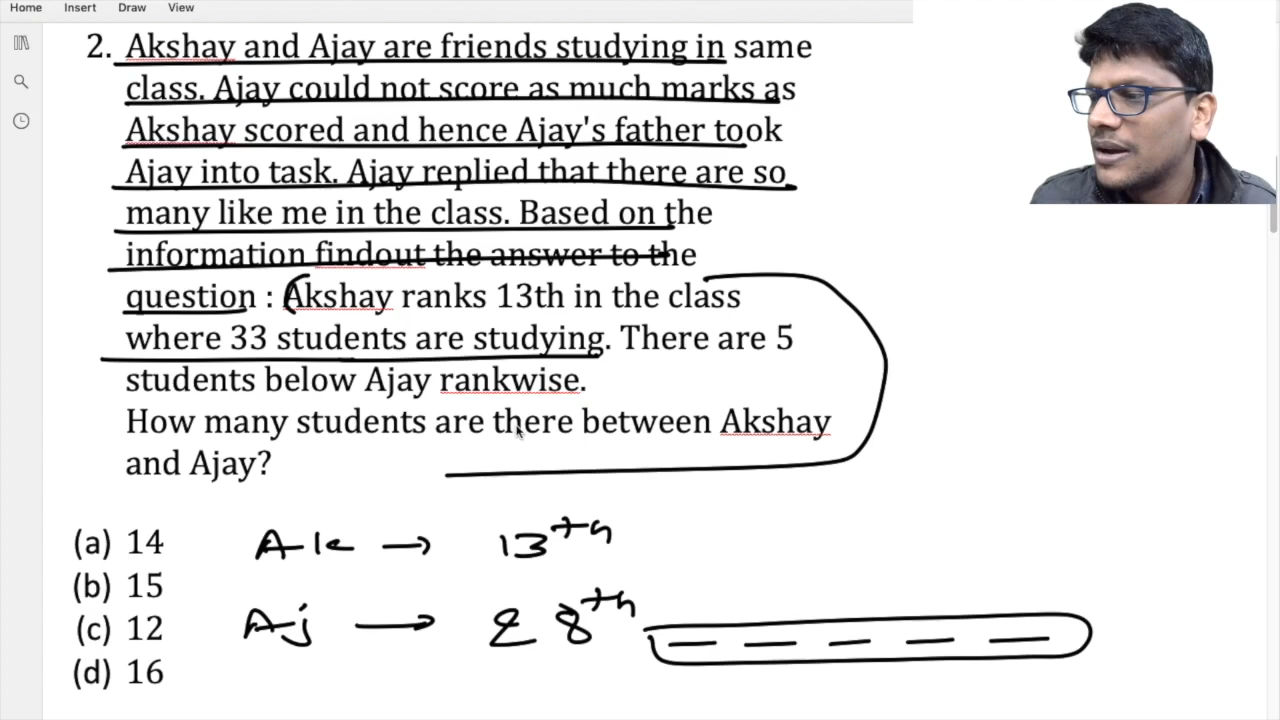 Home Insert Draw View
2. Akshay and Ajay are friends studying in same
class. Ajay could not score as much marks as
Akshay scored and hence Ajay's father took
Ajay into task. Ajay replied that there are so
many like me in the class. Based on the
information findout the answer to the
question : Akshay ranks 13th in the class
where 33 students are studying. There are 5
students below Ajay rankwise.
How many students are there between Akshay
and Ajay?
(a) 14
Ak → 13th
(b) 15
(c) 12
Aj → 28th
(d) 16